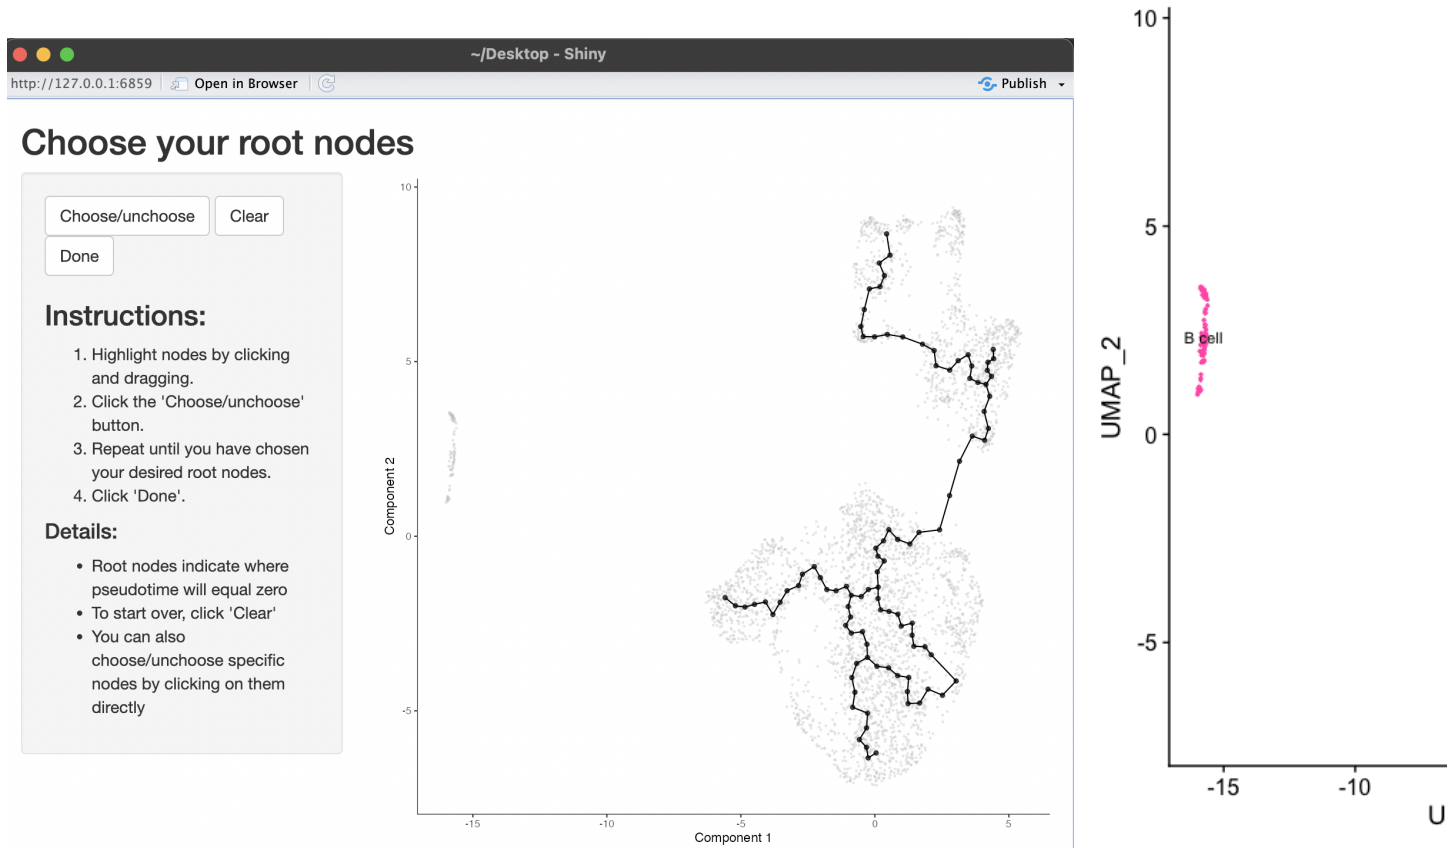 ~/Desktop - Shiny
http://127.0.0.1:6859
Open in Browser
Publish
Choose your root nodes
Choose/unchoose
Clear
Done
Instructions:
1. Highlight nodes by clicking
and dragging.
2. Click the 'Choose/unchoose'
button.
3. Repeat until you have chosen
your desired root nodes.
4. Click 'Done'.
Details:
• Root nodes indicate where
pseudotime will equal zero
• To start over, click 'Clear'
• You can also
choose/unchoose specific
nodes by clicking on them
directly
10
5
0
-5
Component 2
-15
-10
-5
0
5
Component 1
10
5
0
-5
UMAP_2
B cell
-15
-10
U